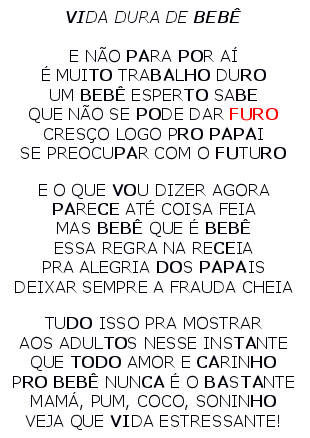 VIDA DURA DE BEBÊ
E NÃO PARA POR AÍ
É MUITO TRABALHO DURO
UM BEBÊ ESPERTO SABE
QUE NÃO SE PODE DAR FURO
CRESÇO LOGO PRO PAPAI
SE PREOCUPAR COM O FUTURO
E O QUE VOU DIZER AGORA
PARECE ATÉ COISA FEIA
MAS BEBÊ QUE É BEBÊ
ESSA REGRA NA RECEIA
PRA ALEGRIA DOS PAPAIS
DEIXAR SEMPRE A FRAUDA CHEIA
TUDO ISSO PRA MOSTRAR
AOS ADULTOS NESSE INSTANTE
QUE TODO AMOR E CARINHO
PRO BEBÊ NUNCA É O BASTANTE
MAMÁ, PUM, COCO, SONINHO
VEJA QUE VIDA ESTRESSANTE!